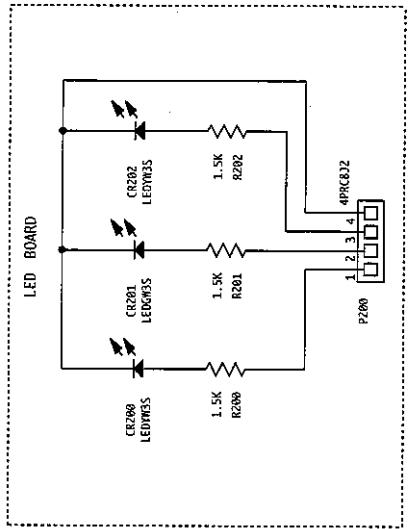 LED BOARD
CR200
LEDYW3S
CR201
LEDGW3S
CR202
LEDYW3S
1.5K
R200
1.5K
R201
1.5K
R202
1
2
3
4
4PRC8J2
P200